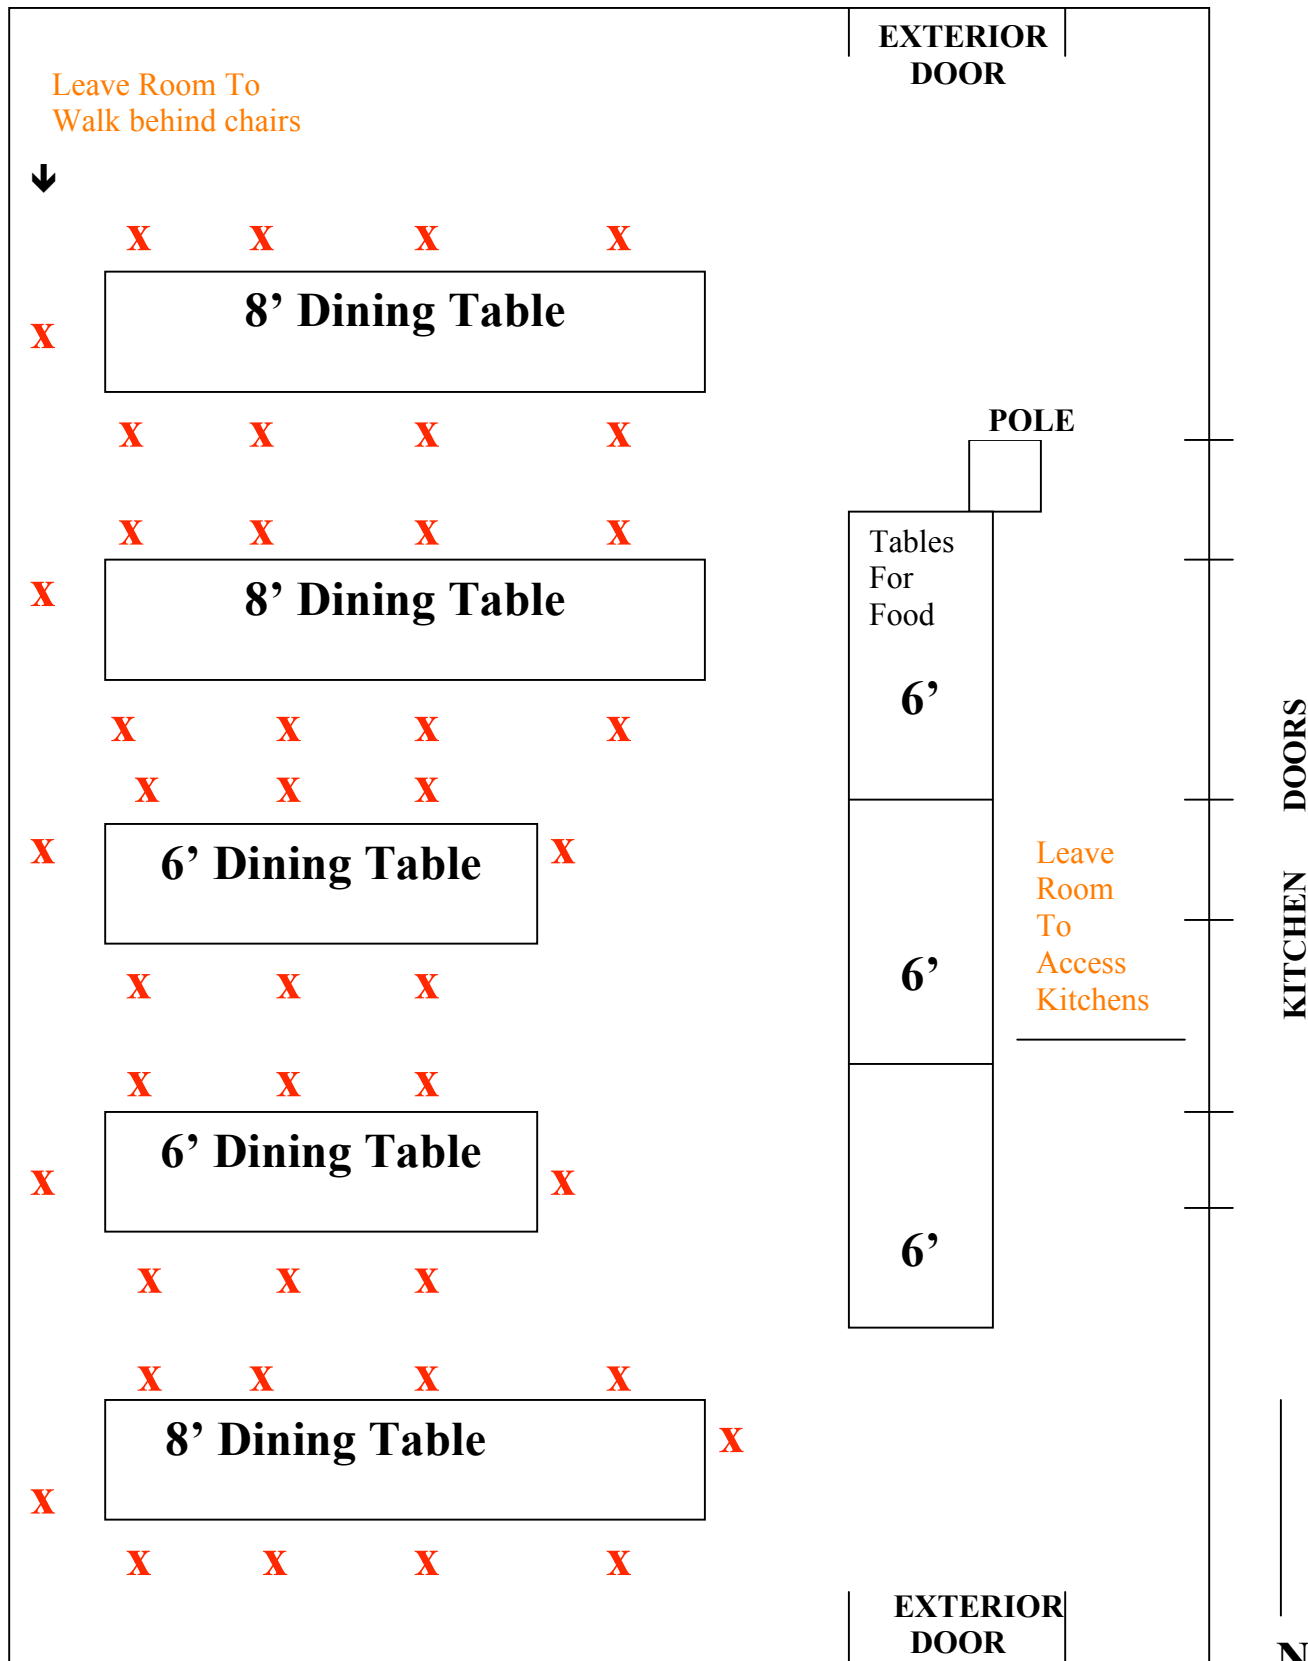 EXTERIOR
DOOR
Leave Room To
Walk behind chairs
x x x x
8’ Dining Table
x
x x x x
POLE
x x x x
Tables
For
Food
8’ Dining Table
x
6’
x x x x
x x x
6’ Dining Table
x x
x x x
6’
Leave
Room
To
Access
Kitchens
KITCHEN DOORS
x x x
6’ Dining Table
x x
x x x
6’
x x x x
8’ Dining Table
x
x
x x x x
EXTERIOR
DOOR
N